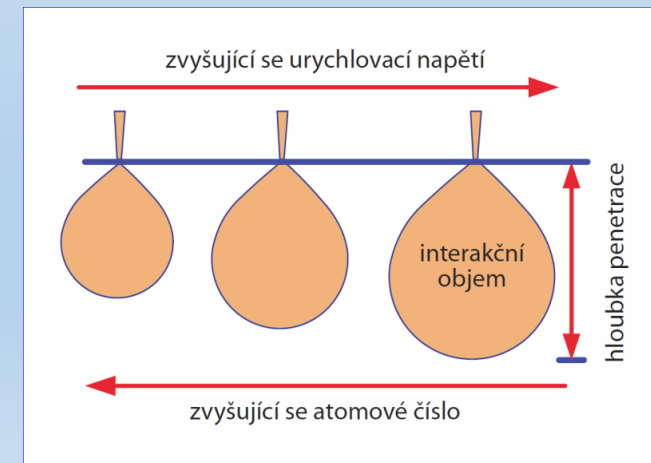 zvyšující se urychlovací napětí
interakční
objem
hloubka penetrace
zvyšující se atomové číslo